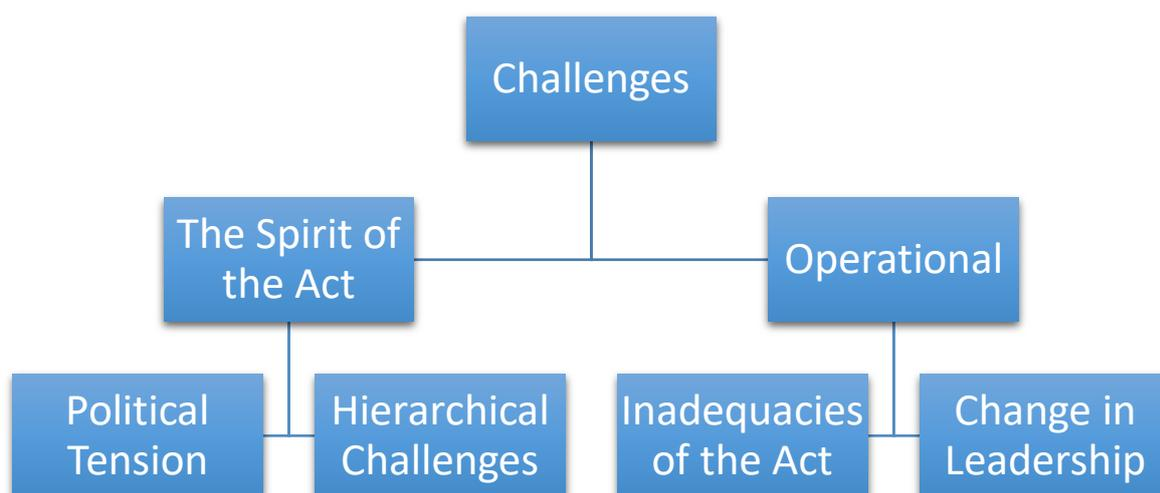 Challenges
The Spirit of
the Act
Operational
Political
Tension
Hierarchical
Challenges
Inadequacies
of the Act
Change in
Leadership